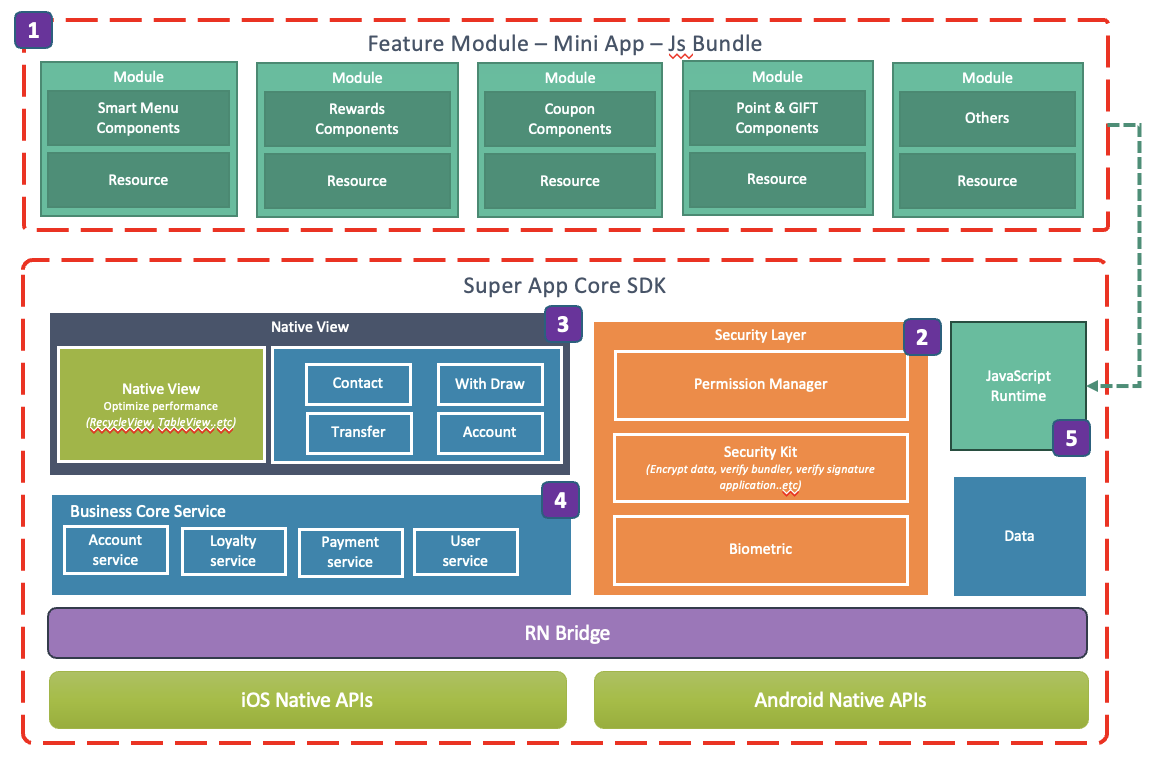 1
Feature Module – Mini App – Js Bundle
Module
Smart Menu
Components
Resource
Module
Rewards
Components
Resource
Module
Coupon
Components
Resource
Module
Point & GIFT
Components
Resource
Module
Others
Resource
Super App Core SDK
Native View
3
Native View
Optimize performance
(RecycleView, TableView..etc)
Contact
With Draw
Transfer
Account
Security Layer
2
Permission Manager
Security Kit
(Encrypt data, verify bundler, verify signature
application..etc)
Biometric
JavaScript
Runtime
5
Business Core Service
4
Account
service
Loyalty
service
Payment
service
User
service
Data
RN Bridge
iOS Native APIs
Android Native APIs